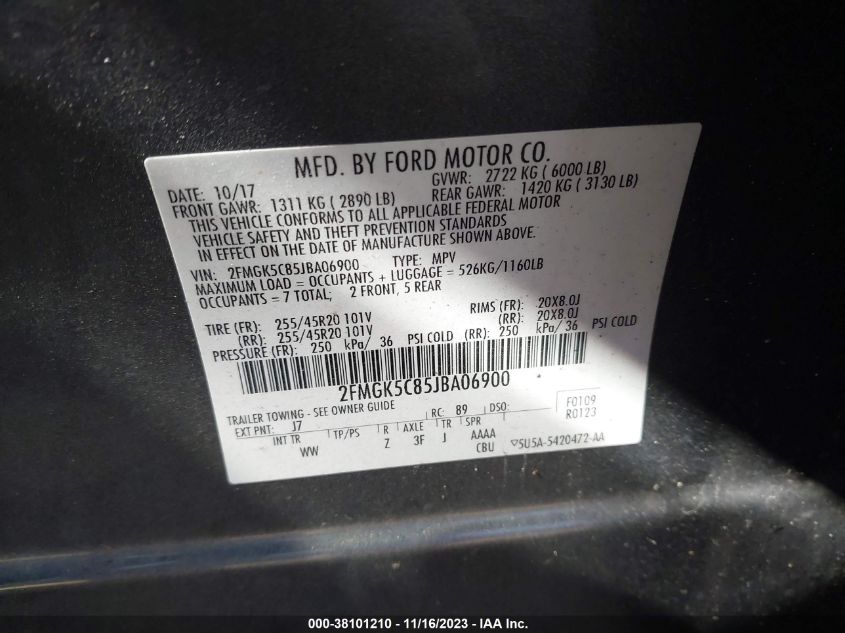 MFD. BY FORD MOTOR CO.
DATE: 10/17 GVWR: 2722 KG ( 6000 LB)
FRONT GAWR: 1311 KG ( 2890 LB) REAR GAWR: 1420 KG ( 3130 LB)
THIS VEHICLE CONFORMS TO ALL APPLICABLE FEDERAL MOTOR
VEHICLE SAFETY AND THEFT PREVENTION STANDARDS
IN EFFECT ON THE DATE OF MANUFACTURE SHOWN ABOVE.
VIN: 2FMGK5C85JBA06900 TYPE: MPV
MAXIMUM LOAD = OCCUPANTS + LUGGAGE = 526KG/1160LB
OCCUPANTS = 7 TOTAL; 2 FRONT, 5 REAR
TIRE (FR): 255/45R20 101V RIMS (FR): 20X8.0J
(RR): 255/45R20 101V (RR): 20X8.0J
PRESSURE (FR): 250 kPa/ 36 PSI COLD (RR): 250 kPa/ 36 PSI COLD
2FMGK5C85JBA06900
TRAILER TOWING - SEE OWNER GUIDE
EXT PNT: J7 RC: 89 DSO: F0109
R0123
INT TR TP/PS R AXLE TR SPR
WW Z 3F J AAAA
CBU
▽5U5A-5420472-AA
000-38101210 - 11/16/2023 - IAA Inc.